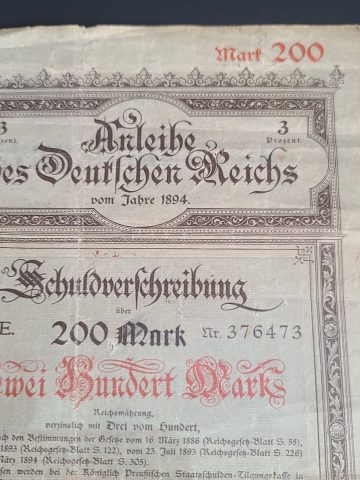 Mark 200
3 3
Prozent.
Anleihe
des Deutschen Reichs
vom Jahre 1894.
Schuldverschreibung
über
E. 200 Mark Nr. 376473
Zwei Hundert Mark
Reichswährung,
verzinslich mit Drei vom Hundert,
nach den Bestimmungen der Gesetze vom 16. März 1886 (Reichsgesetz-Blatt S. 58),
1893 (Reichsgesetz-Blatt S. 122), vom 23. Juli 1893 (Reichsgesetz-Blatt S. 226)
März 1894 (Reichsgesetz-Blatt S. 305).
werden bei der Königlich Preussischen Staatsschulden-Tilgungskasse in